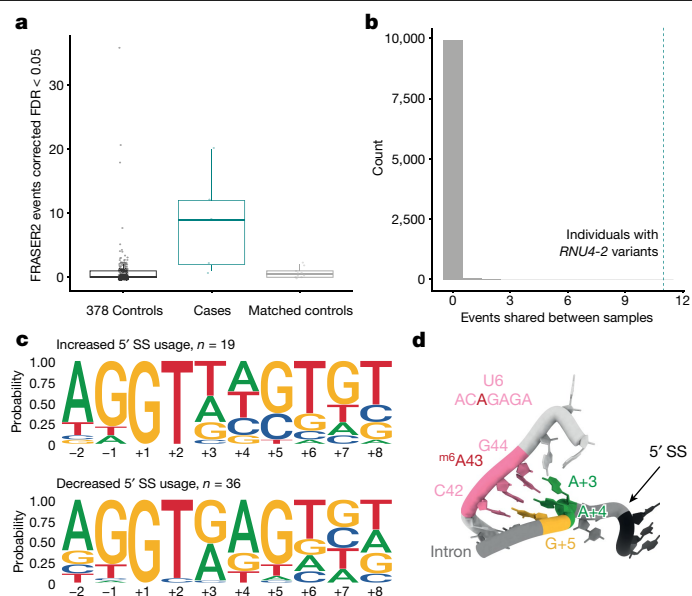 a
FRASER2 events corrected FDR < 0.05
30
20
10
0
378 Controls
Cases
Matched controls
b
Count
10,000
7,500
5,000
2,500
0
Individuals with
RNU4-2 variants
0
3
6
9
12
Events shared between samples
c
Increased 5′ SS usage, n = 19
Probability
1.00
0.75
0.50
0.25
0
−2
−1
+1
+2
+3
+4
+5
+6
+7
+8
Decreased 5′ SS usage, n = 36
Probability
1.00
0.75
0.50
0.25
0
−2
−1
+1
+2
+3
+4
+5
+6
+7
+8
d
U6
ACAGAGA
G44
m6A43
C42
5′ SS
A+3
A+4
G+5
Intron